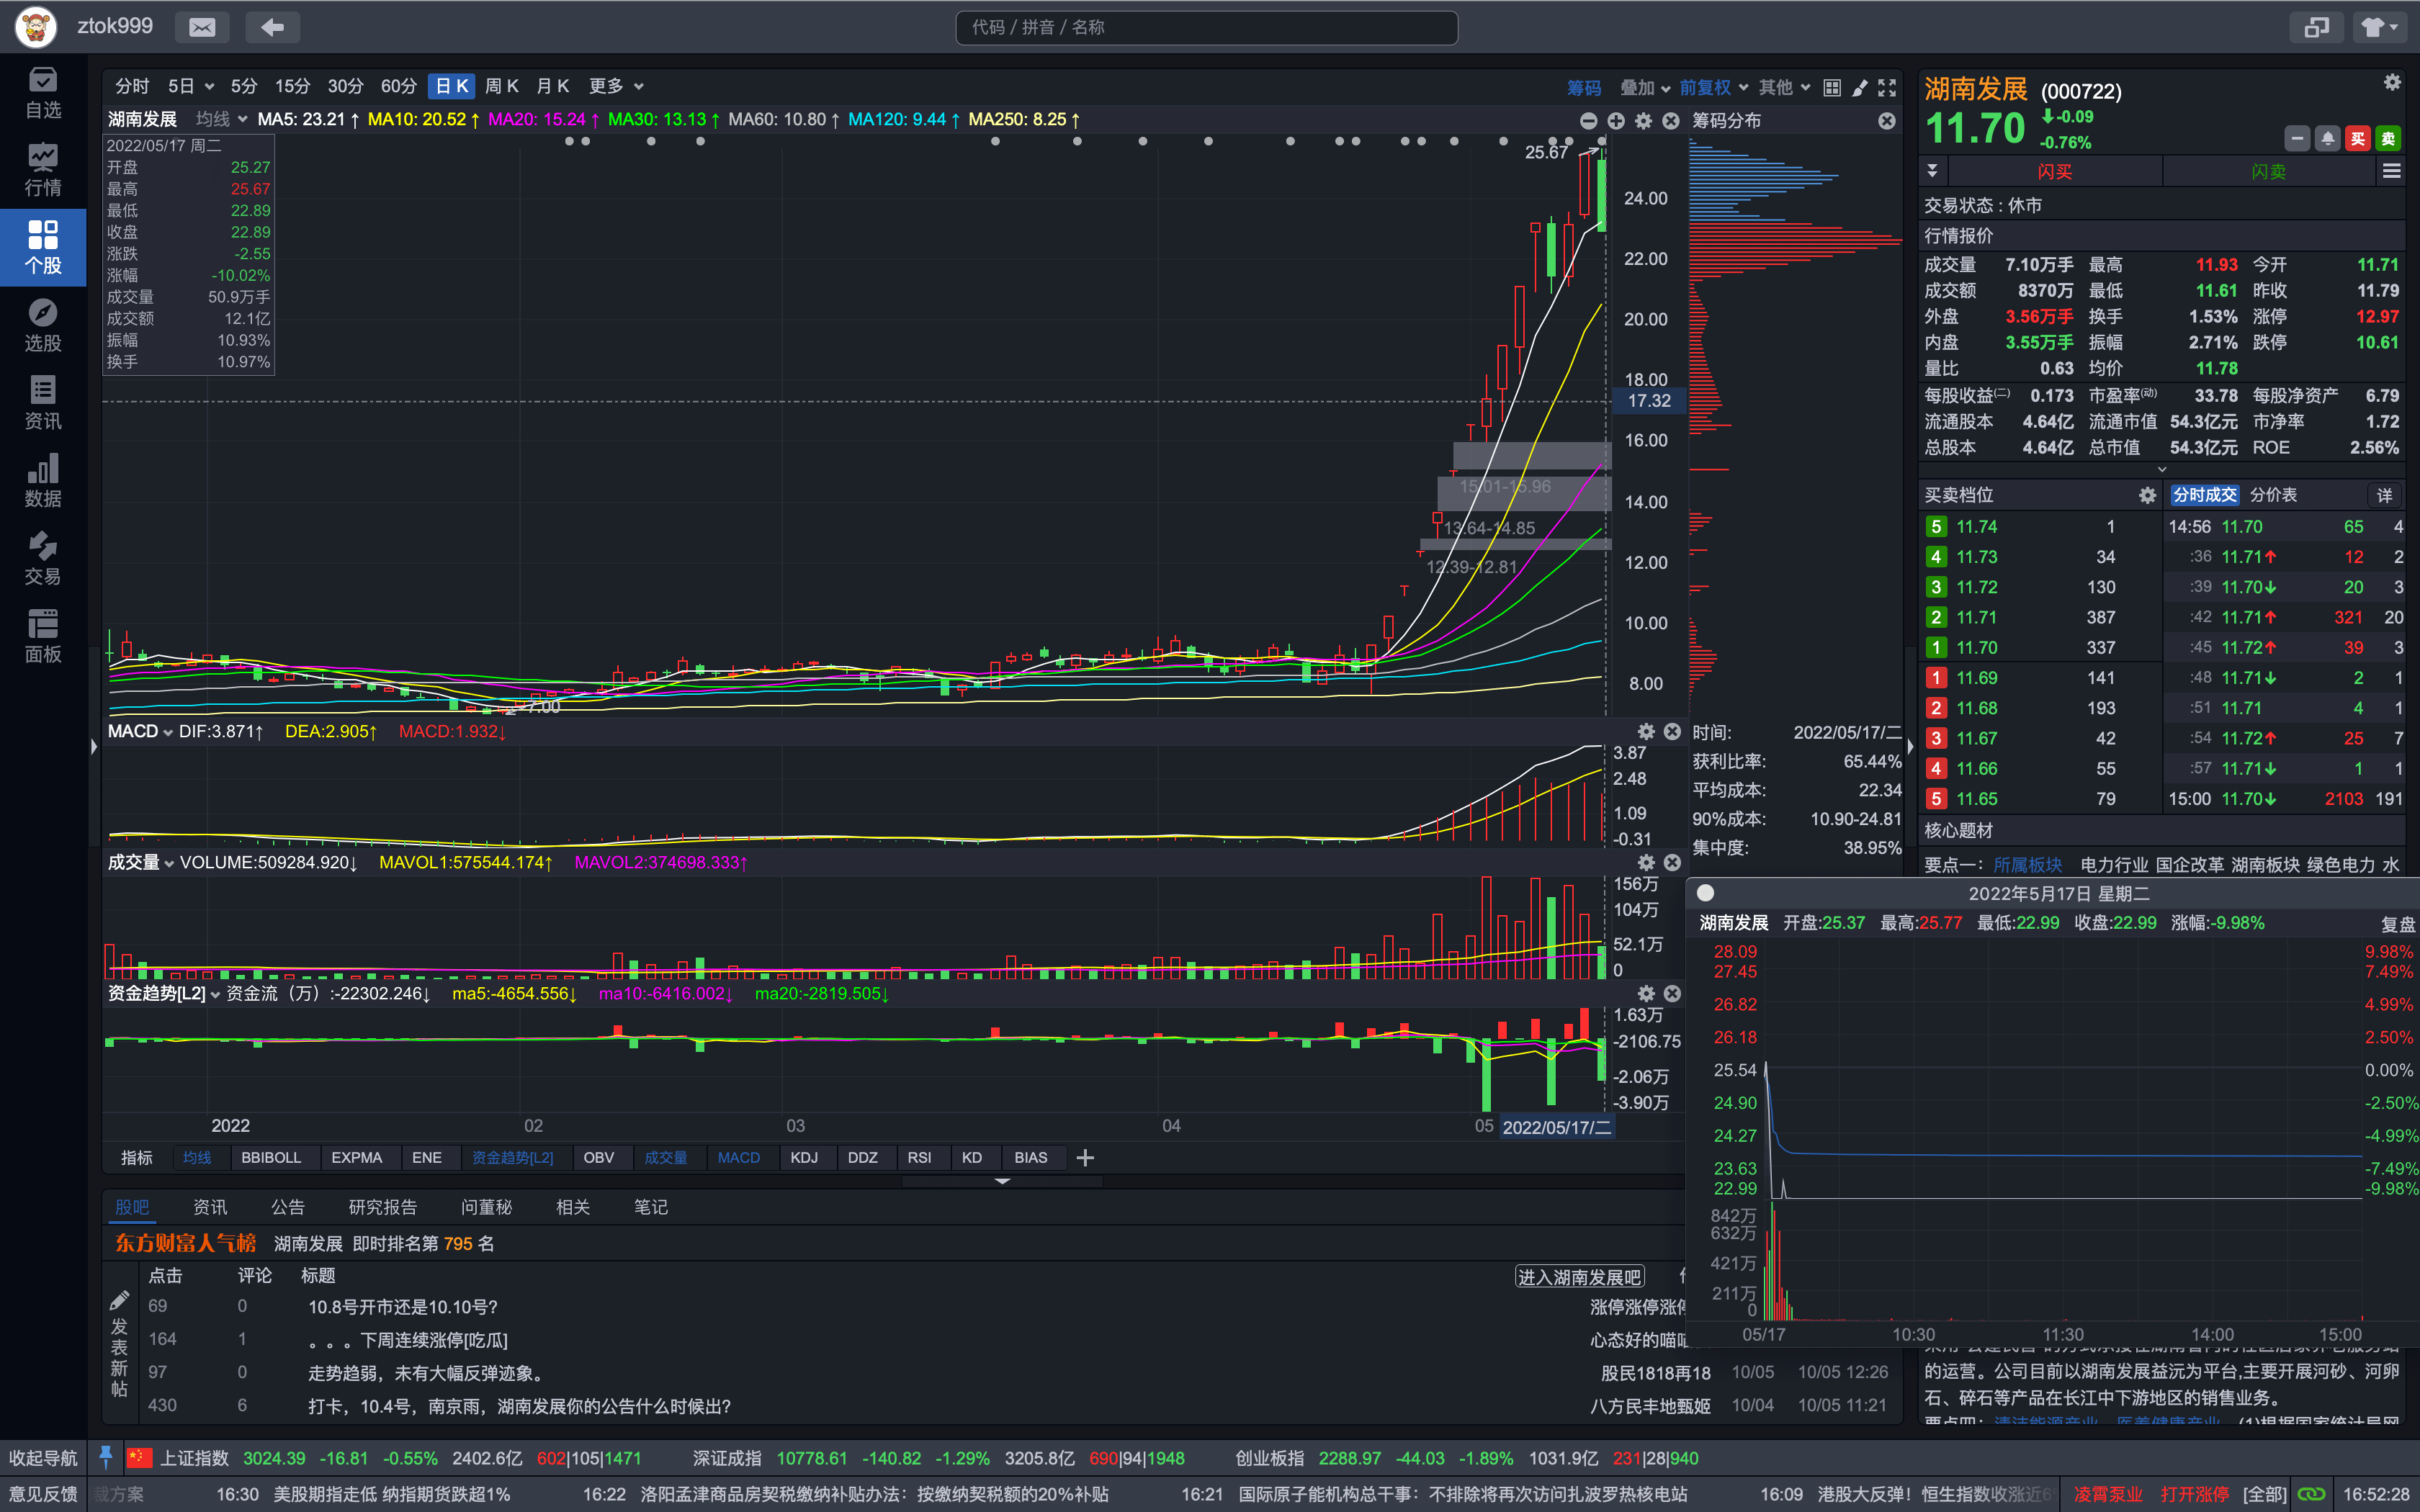 ztok999
代码 / 拼音 / 名称
自选
行情
个股
选股
资讯
数据
交易
面板
分时 5日 5分 15分 30分 60分 日K 周K 月K 更多
筹码 叠加 前复权 其他
湖南发展 均线 MA5: 23.21↑ MA10: 20.52↑ MA20: 15.24↑ MA30: 13.13↑ MA60: 10.80↑ MA120: 9.44↑ MA250: 8.25↑
筹码分布
2022/05/17 周二
开盘 25.27
最高 25.67
最低 22.89
收盘 22.89
涨跌 -2.55
涨幅 -10.02%
成交量 50.9万手
成交额 12.1亿
振幅 10.93%
换手 10.97%
25.67
24.00
22.00
20.00
18.00
17.32
16.00
14.00
12.00
10.00
8.00
15.01-15.96
13.64-14.85
12.39-12.81
7.00
MACD DIF:3.871↑ DEA:2.905↑ MACD:1.932↓
3.87
2.48
1.09
-0.31
成交量 VOLUME:509284.920↓ MAVOL1:575544.174↑ MAVOL2:374698.333↑
156万
104万
52.1万
0
资金趋势[L2] 资金流（万）:-22302.246↓ ma5:-4654.556↓ ma10:-6416.002↓ ma20:-2819.505↓
1.63万
-2106.75
-2.06万
-3.90万
2022 02 03 04 05 2022/05/17/二
时间: 2022/05/17/二
获利比率: 65.44%
平均成本: 22.34
90%成本: 10.90-24.81
集中度: 38.95%
指标 均线 BBIBOLL EXPMA ENE 资金趋势[L2] OBV 成交量 MACD KDJ DDZ RSI KD BIAS
股吧 资讯 公告 研究报告 问董秘 相关 笔记
东方财富人气榜 湖南发展 即时排名第 795 名
点击 评论 标题 进入湖南发展吧
69 0 10.8号开市还是10.10号? 涨停涨停涨停
164 1 。。。下周连续涨停[吃瓜] 心态好的喵
97 0 走势趋弱，未有大幅反弹迹象。 股民1818再18 10/05 10/05 12:26
430 6 打卡，10.4号，南京雨，湖南发展你的公告什么时候出? 八方民丰地甄姬 10/04 10/05 11:21
发表新帖
湖南发展 (000722)
11.70 -0.09
-0.76%
买 卖
闪买 闪卖
交易状态 : 休市
行情报价
成交量 7.10万手 最高 11.93 今开 11.71
成交额 8370万 最低 11.61 昨收 11.79
外盘 3.56万手 换手 1.53% 涨停 12.97
内盘 3.55万手 振幅 2.71% 跌停 10.61
量比 0.63 均价 11.78
每股收益(二) 0.173 市盈率(动) 33.78 每股净资产 6.79
流通股本 4.64亿 流通市值 54.3亿元 市净率 1.72
总股本 4.64亿 总市值 54.3亿元 ROE 2.56%
买卖档位 分时成交 分价表 详
5 11.74 1 14:56 11.70 65 4
4 11.73 34 :36 11.71↑ 12 2
3 11.72 130 :39 11.70↓ 20 3
2 11.71 387 :42 11.71↑ 321 20
1 11.70 337 :45 11.72↑ 39 3
1 11.69 141 :48 11.71↓ 2 1
2 11.68 193 :51 11.71 4 1
3 11.67 42 :54 11.72↑ 25 7
4 11.66 55 :57 11.71↓ 1 1
5 11.65 79 15:00 11.70↓ 2103 191
核心题材
要点一： 所属板块 电力行业 国企改革 湖南板块 绿色电力 水
2022年5月17日 星期二
湖南发展 开盘:25.37 最高:25.77 最低:22.99 收盘:22.99 涨幅:-9.98% 复盘
28.09 9.98%
27.45 7.49%
26.82 4.99%
26.18 2.50%
25.54 0.00%
24.90 -2.50%
24.27 -4.99%
23.63 -7.49%
22.99 -9.98%
842万
632万
421万
211万
0
05/17 10:30 11:30 14:00 15:00
的运营。公司目前以湖南发展益沅为平台,主要开展河砂、河卵
石、碎石等产品在长江中下游地区的销售业务。
收起导航 上证指数 3024.39 -16.81 -0.55% 2402.6亿 602|105|1471 深证成指 10778.61 -140.82 -1.29% 3205.8亿 690|94|1948 创业板指 2288.97 -44.03 -1.89% 1031.9亿 231|28|940
意见反馈 裁方案 16:30 美股期指走低 纳指期货跌超1% 16:22 洛阳孟津商品房契税缴纳补贴办法：按缴纳契税额的20%补贴 16:21 国际原子能机构总干事：不排除将再次访问扎波罗热核电站 16:09 港股大反弹！恒生指数收涨近6 凌霄泵业 打开涨停 [全部] 16:52:28